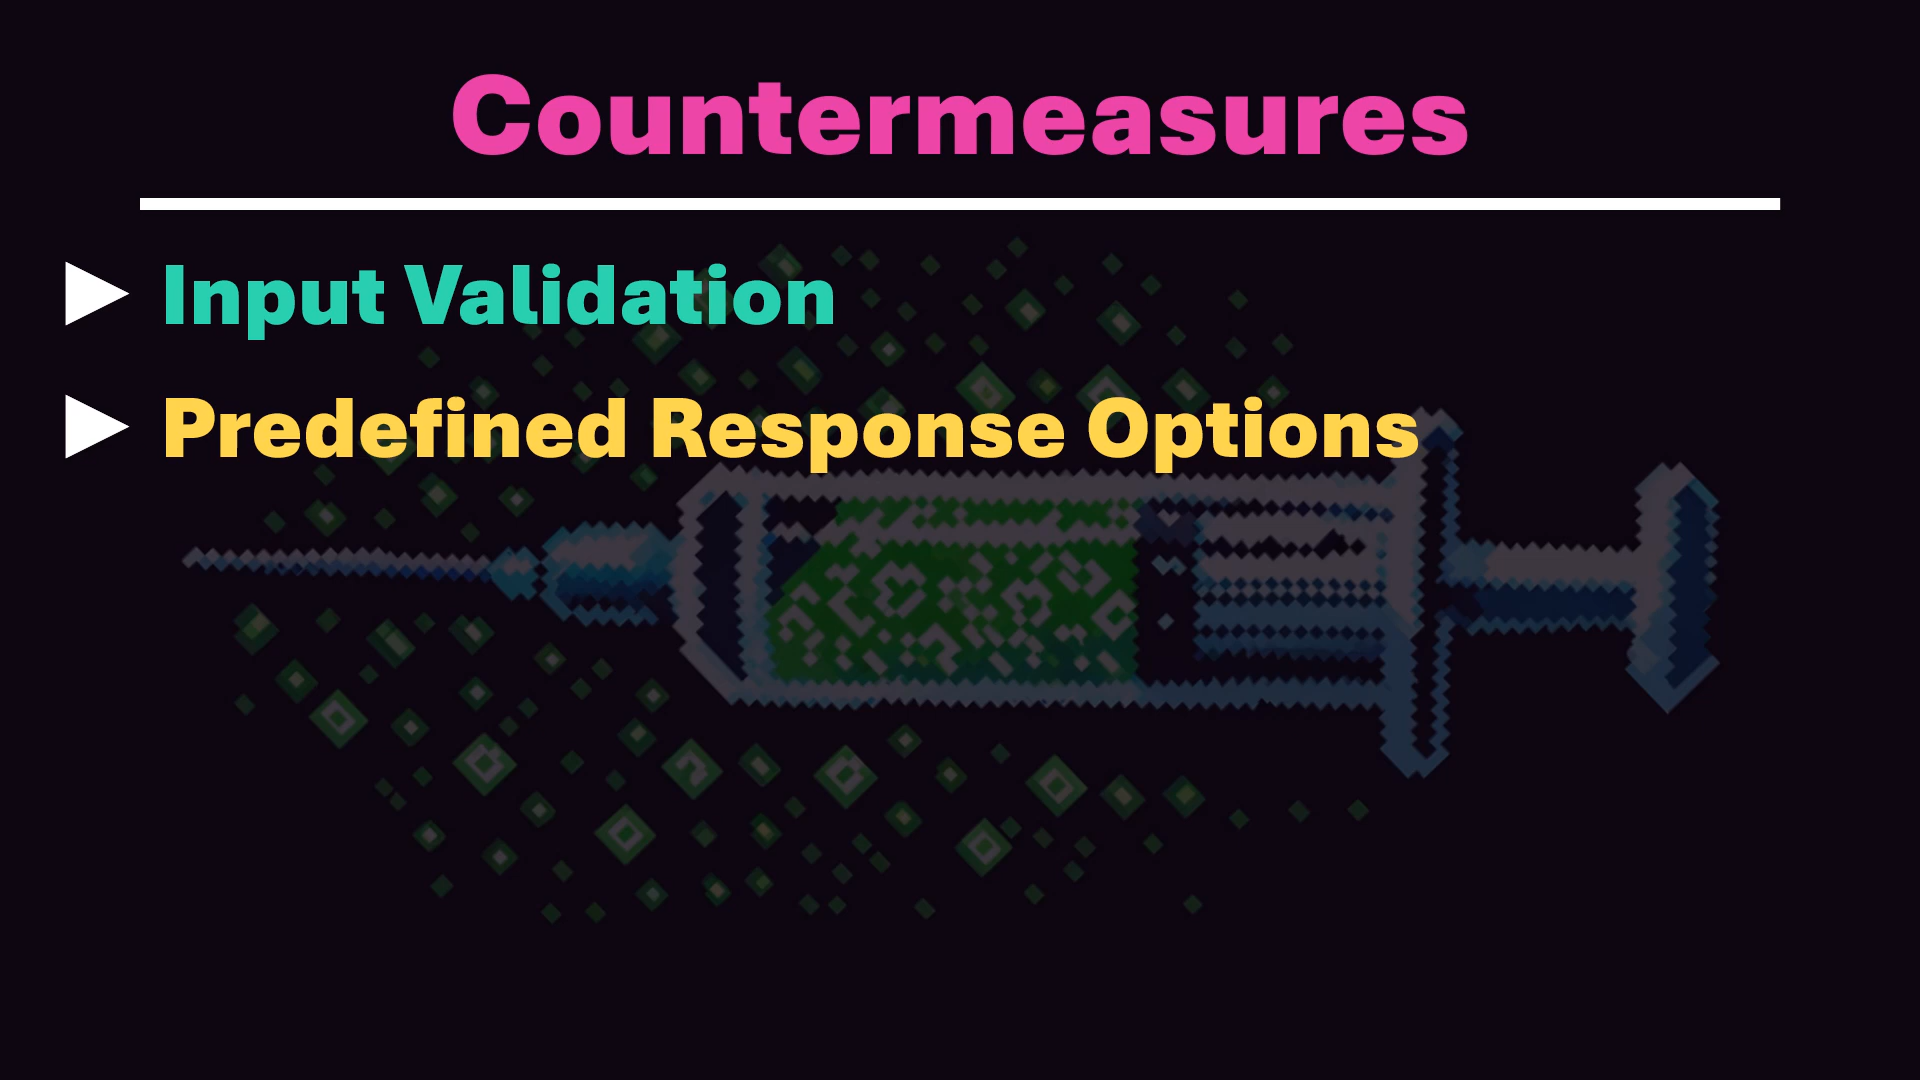 Countermeasures
Input Validation
Predefined Response Options